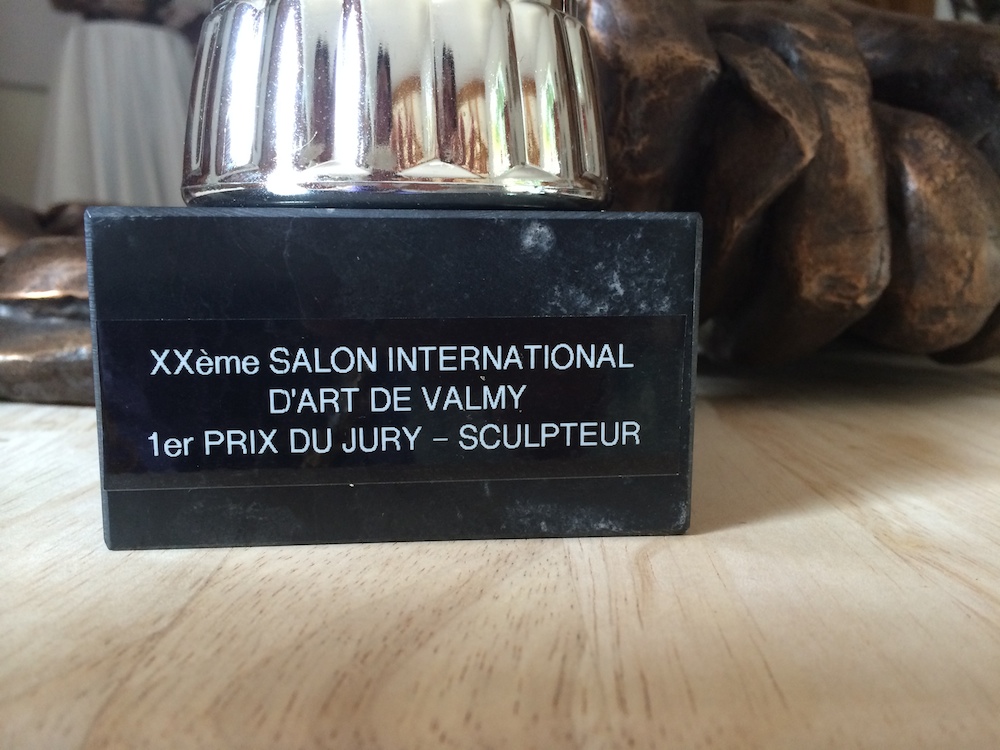 XXème SALON INTERNATIONAL
D'ART DE VALMY
1er PRIX DU JURY – SCULPTEUR